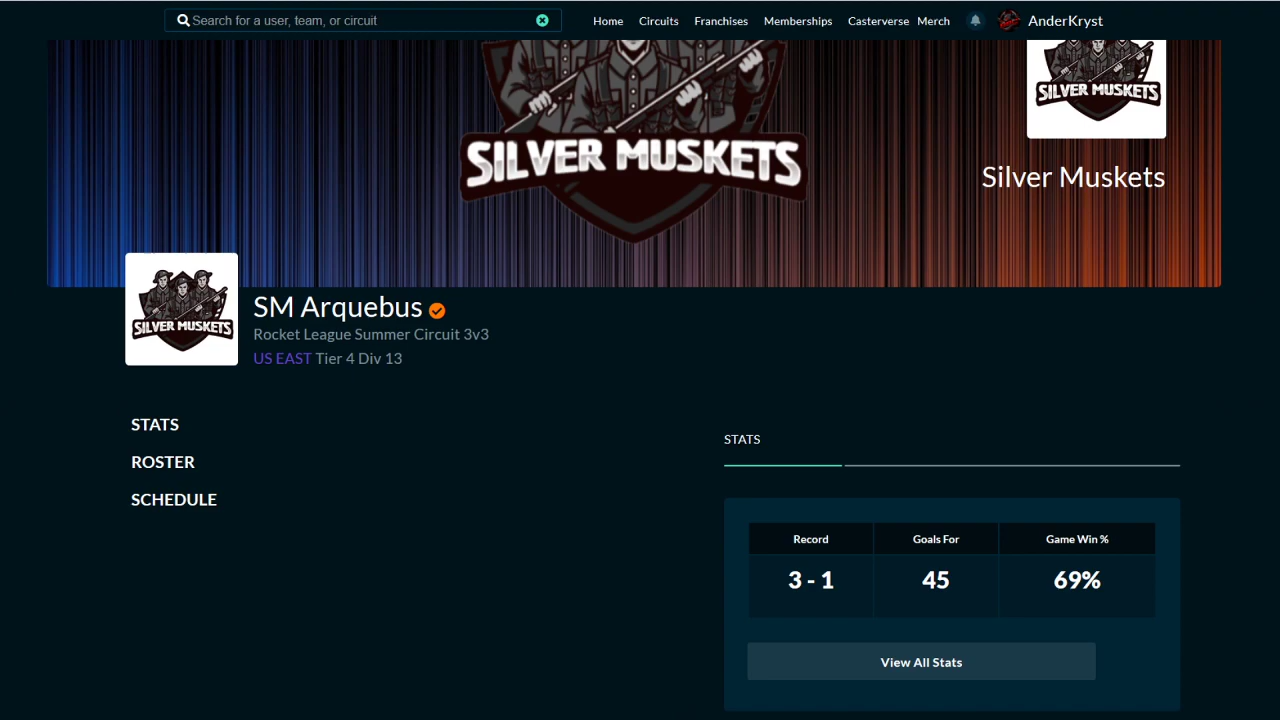 Search for a user, team, or circuit
Home Circuits Franchises Memberships Casterverse Merch AnderKryst
SILVER MUSKETS
SILVER MUSKETS
Silver Muskets
SILVER MUSKETS
SM Arquebus
Rocket League Summer Circuit 3v3
US EAST Tier 4 Div 13
STATS
ROSTER
SCHEDULE
STATS
Record Goals For Game Win %
3 - 1 45 69%
View All Stats